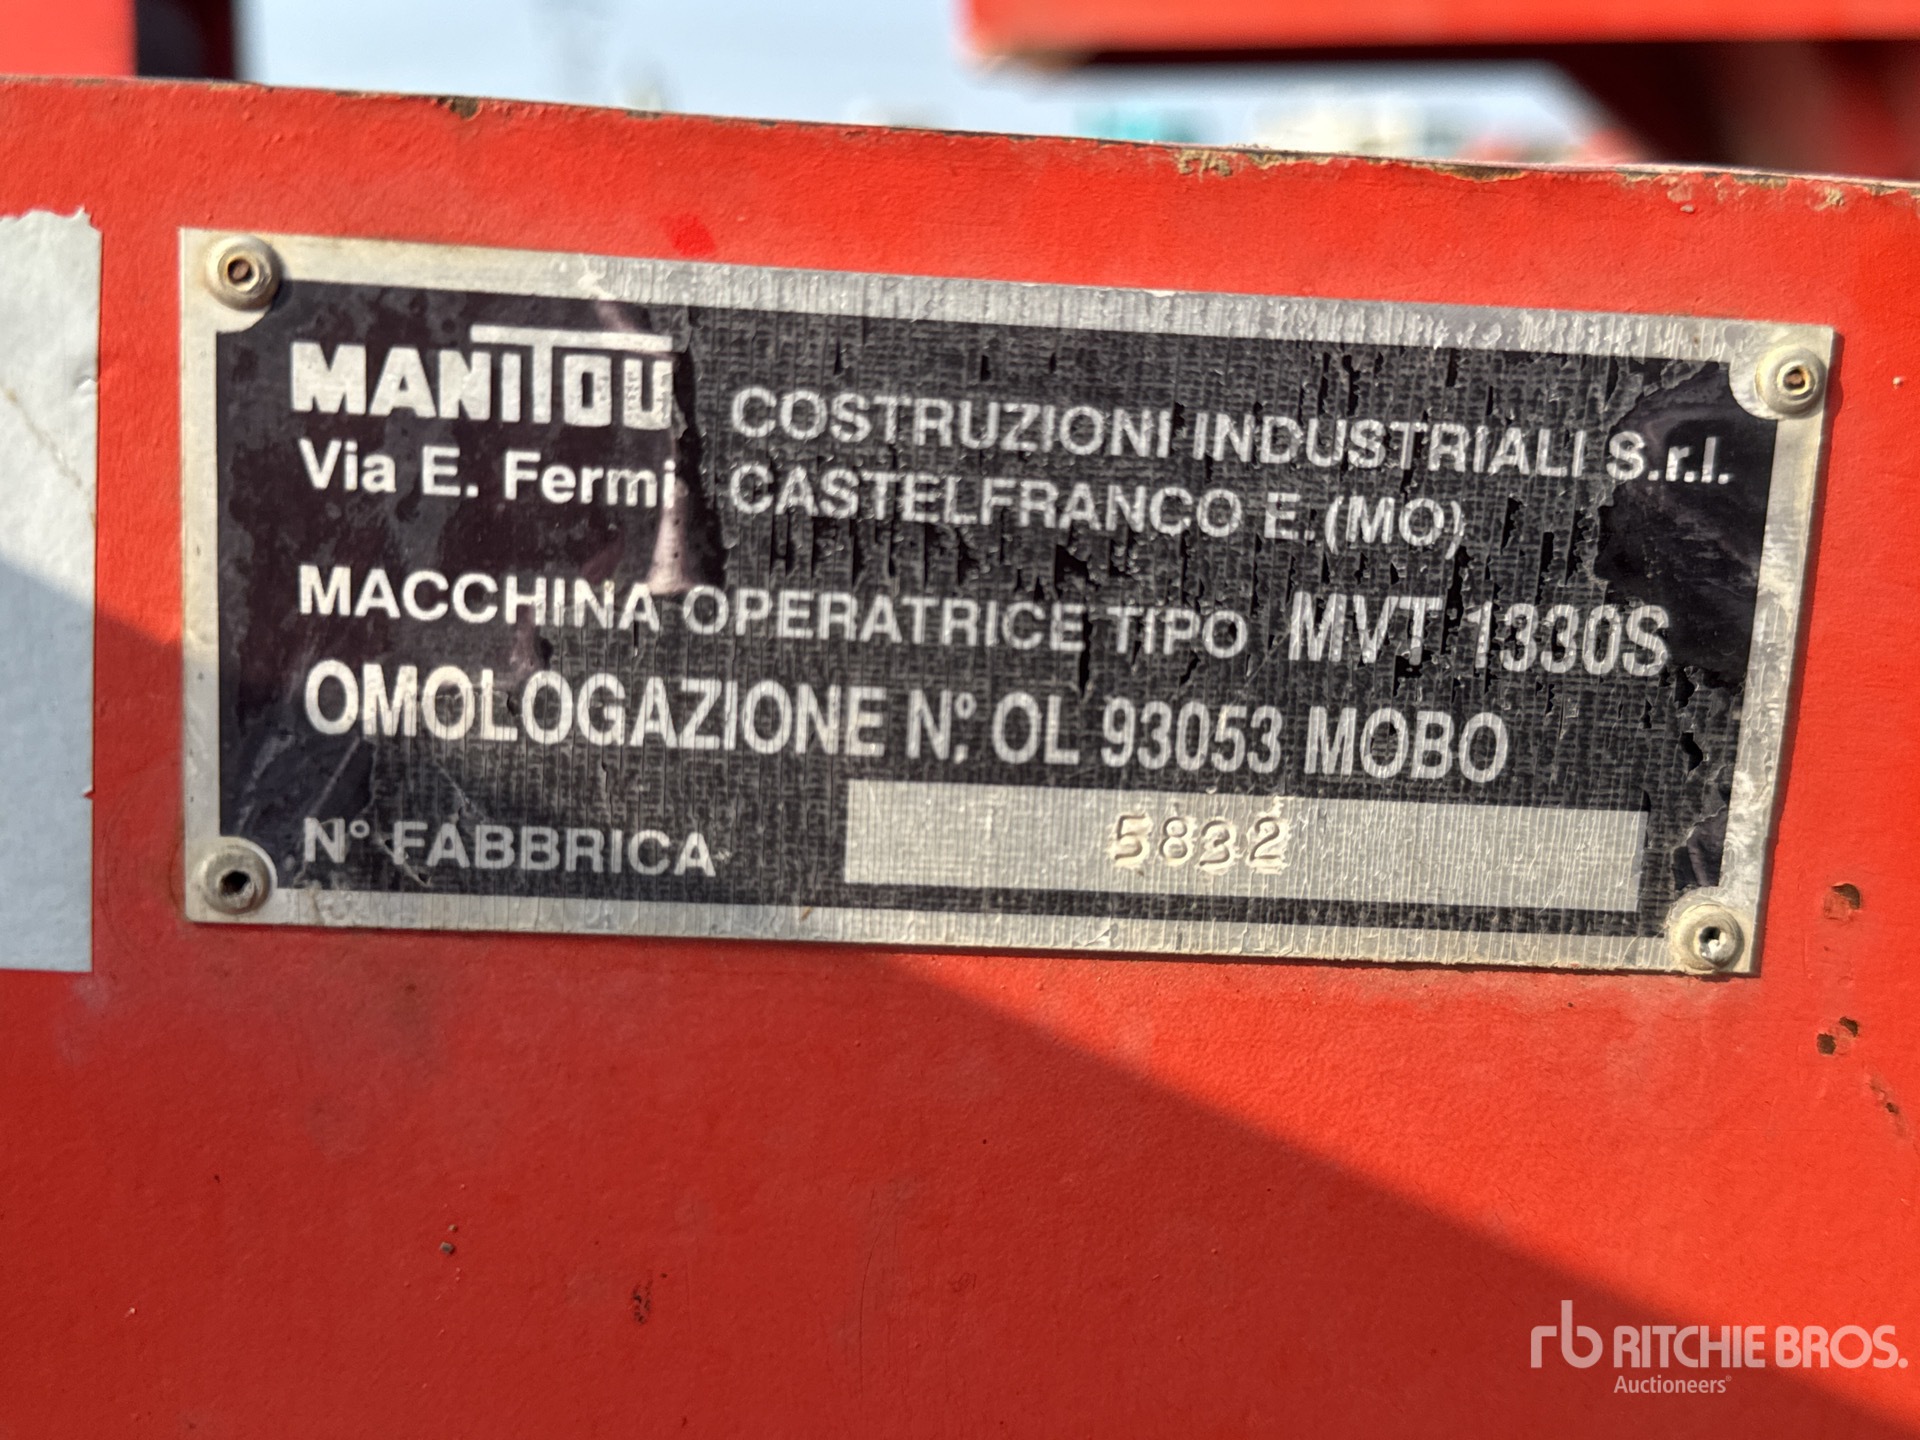 MANITOU
COSTRUZIONI INDUSTRIALI S.r.l.
Via E. Fermi CASTELFRANCO E. (MO)
MACCHINA OPERATRICE TIPO MVT 1330S
OMOLOGAZIONE N.° OL 93053 MOBO
N° FABBRICA 5832
rb RITCHIE BROS.
Auctioneers